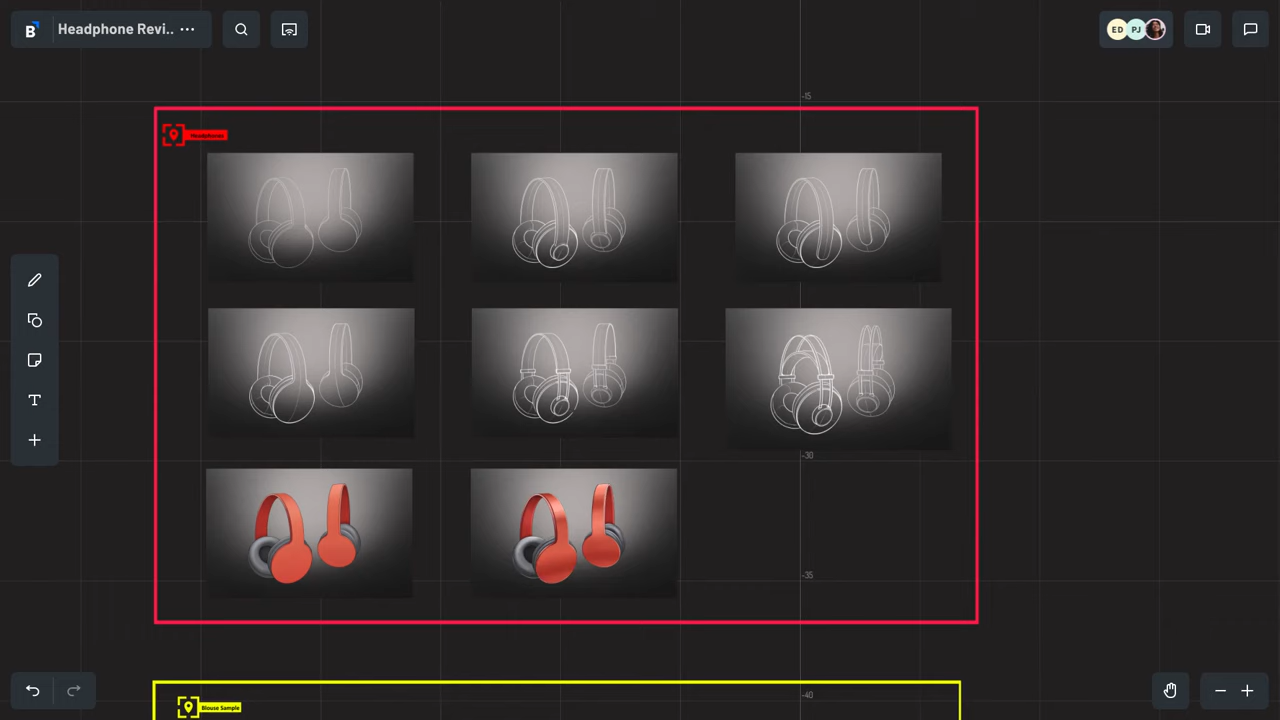 B Headphone Revi.. ...
ED PJ
-15
Headphones
T
-30
-35
-40
Blouse Sample